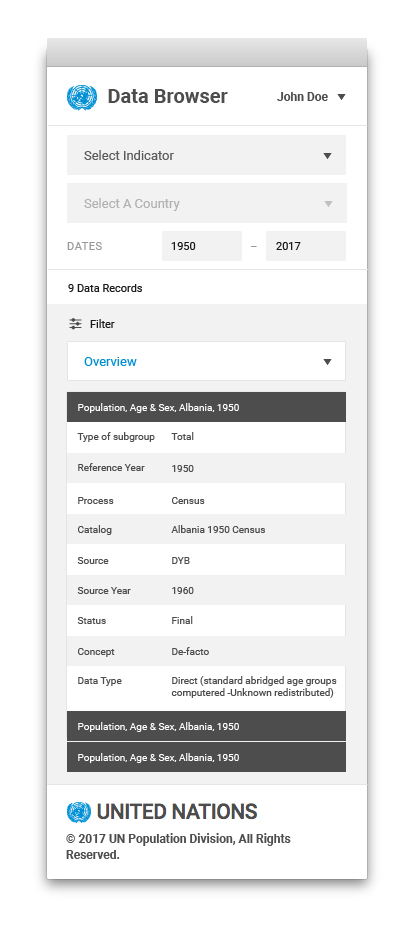 Data Browser
John Doe
Select Indicator
Select A Country
DATES 1950 – 2017
9 Data Records
Filter
Overview
Population, Age & Sex, Albania, 1950
Type of subgroup Total
Reference Year 1950
Process Census
Catalog Albania 1950 Census
Source DYB
Source Year 1960
Status Final
Concept De-facto
Data Type Direct (standard abridged age groups
computered -Unknown redistributed)
Population, Age & Sex, Albania, 1950
Population, Age & Sex, Albania, 1950
UNITED NATIONS
© 2017 UN Population Division, All Rights
Reserved.